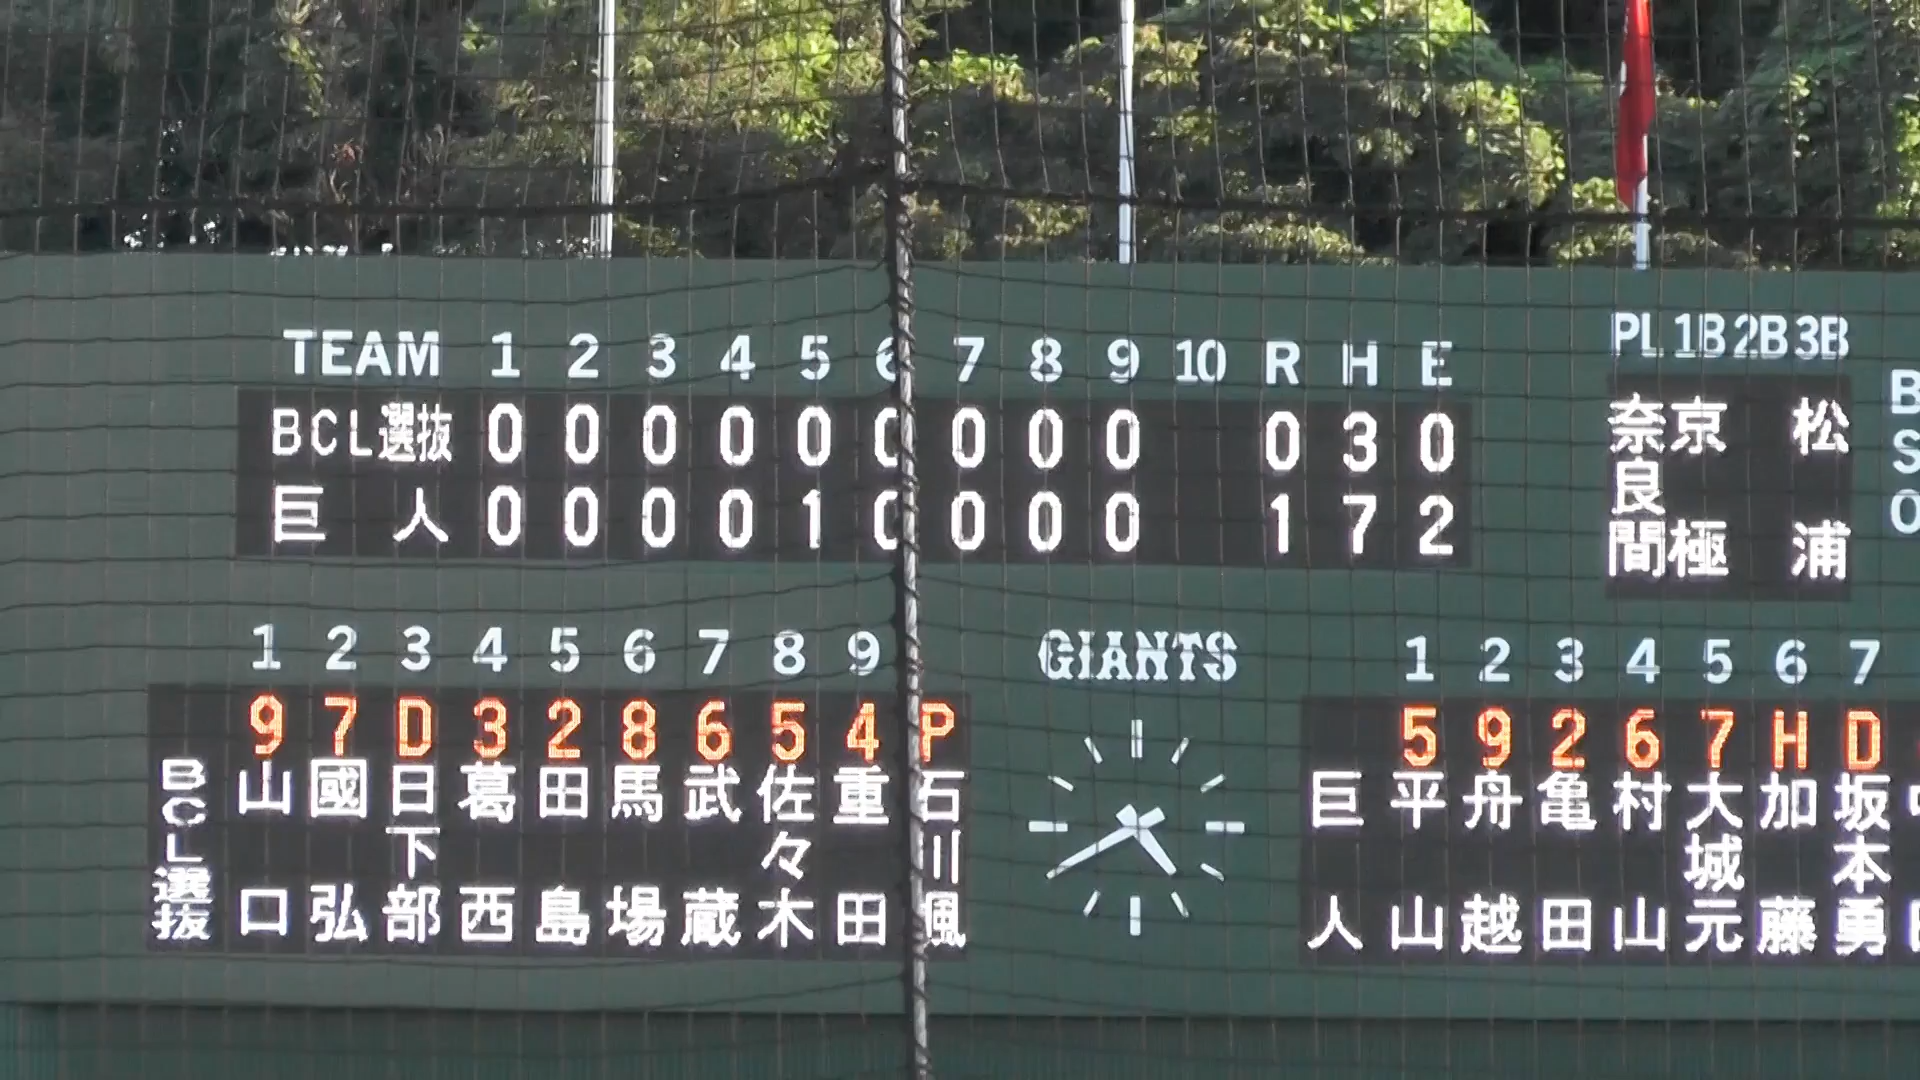 TEAM 1 2 3 4 5 6 7 8 9 10 R H E
BCL選抜 0 0 0 0 0 0 0 0 0 0 3 0
巨人 0 0 0 0 1 0 0 0 0 1 7 2
PL 1B 2B 3B
奈良間 京極 松浦
B
S
O
1 2 3 4 5 6 7 8 9
9 7 D 3 2 8 6 5 4 P
BCL選抜 山口 國弘 日下部 葛西 田島 馬場 武蔵 佐々木 重田 石川風
GIANTS
1 2 3 4 5 6 7
5 9 2 6 7 H D
巨人 平山 舟越 亀田 村山 大城元 加藤 坂本勇